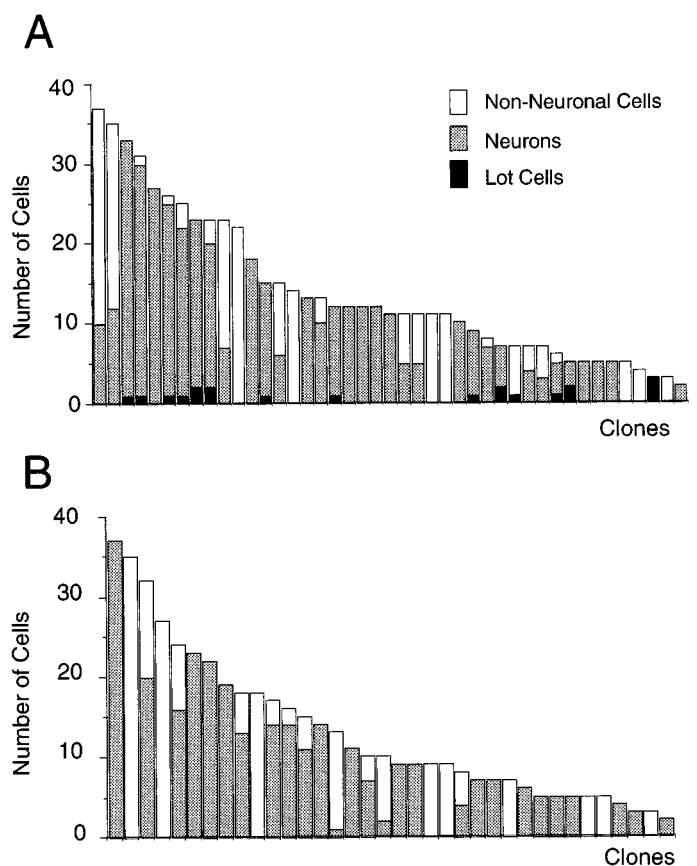 A
40
30
20
10
0
Number of Cells
Non-Neuronal Cells
Neurons
Lot Cells
Clones
B
40
30
20
10
0
Number of Cells
Clones